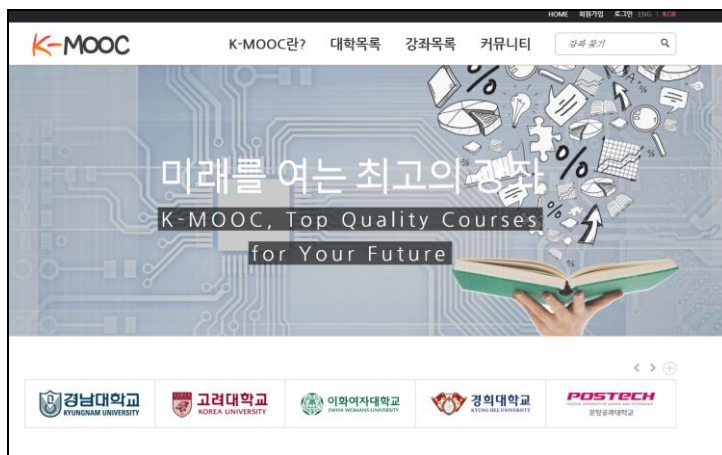 HOME 회원가입 로그인 ENG | KOR
K-MOOC
K-MOOC란? 대학목록 강좌목록 커뮤니티 강좌 찾기
미래를 여는 최고의 강좌
K-MOOC, Top Quality Courses
for Your Future
경남대학교
KYUNGNAM UNIVERSITY
고려대학교
KOREA UNIVERSITY
이화여자대학교
EWHA WOMANS UNIVERSITY
경희대학교
KYUNG HEE UNIVERSITY
POSTECH
포항공과대학교